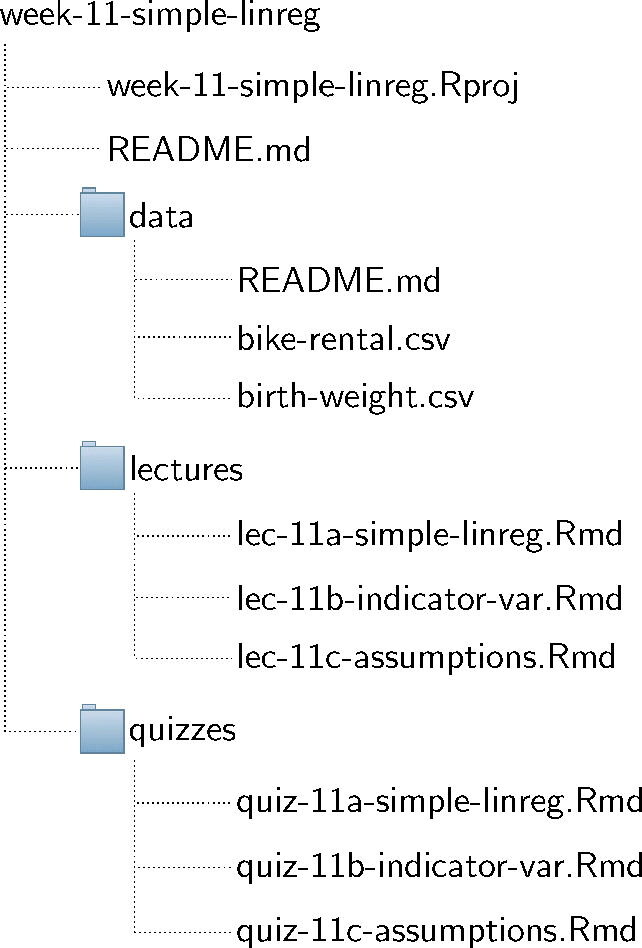 week-11-simple-linreg
week-11-simple-linreg.Rproj
README.md
data
README.md
bike-rental.csv
birth-weight.csv
lectures
lec-11a-simple-linreg.Rmd
lec-11b-indicator-var.Rmd
lec-11c-assumptions.Rmd
quizzes
quiz-11a-simple-linreg.Rmd
quiz-11b-indicator-var.Rmd
quiz-11c-assumptions.Rmd